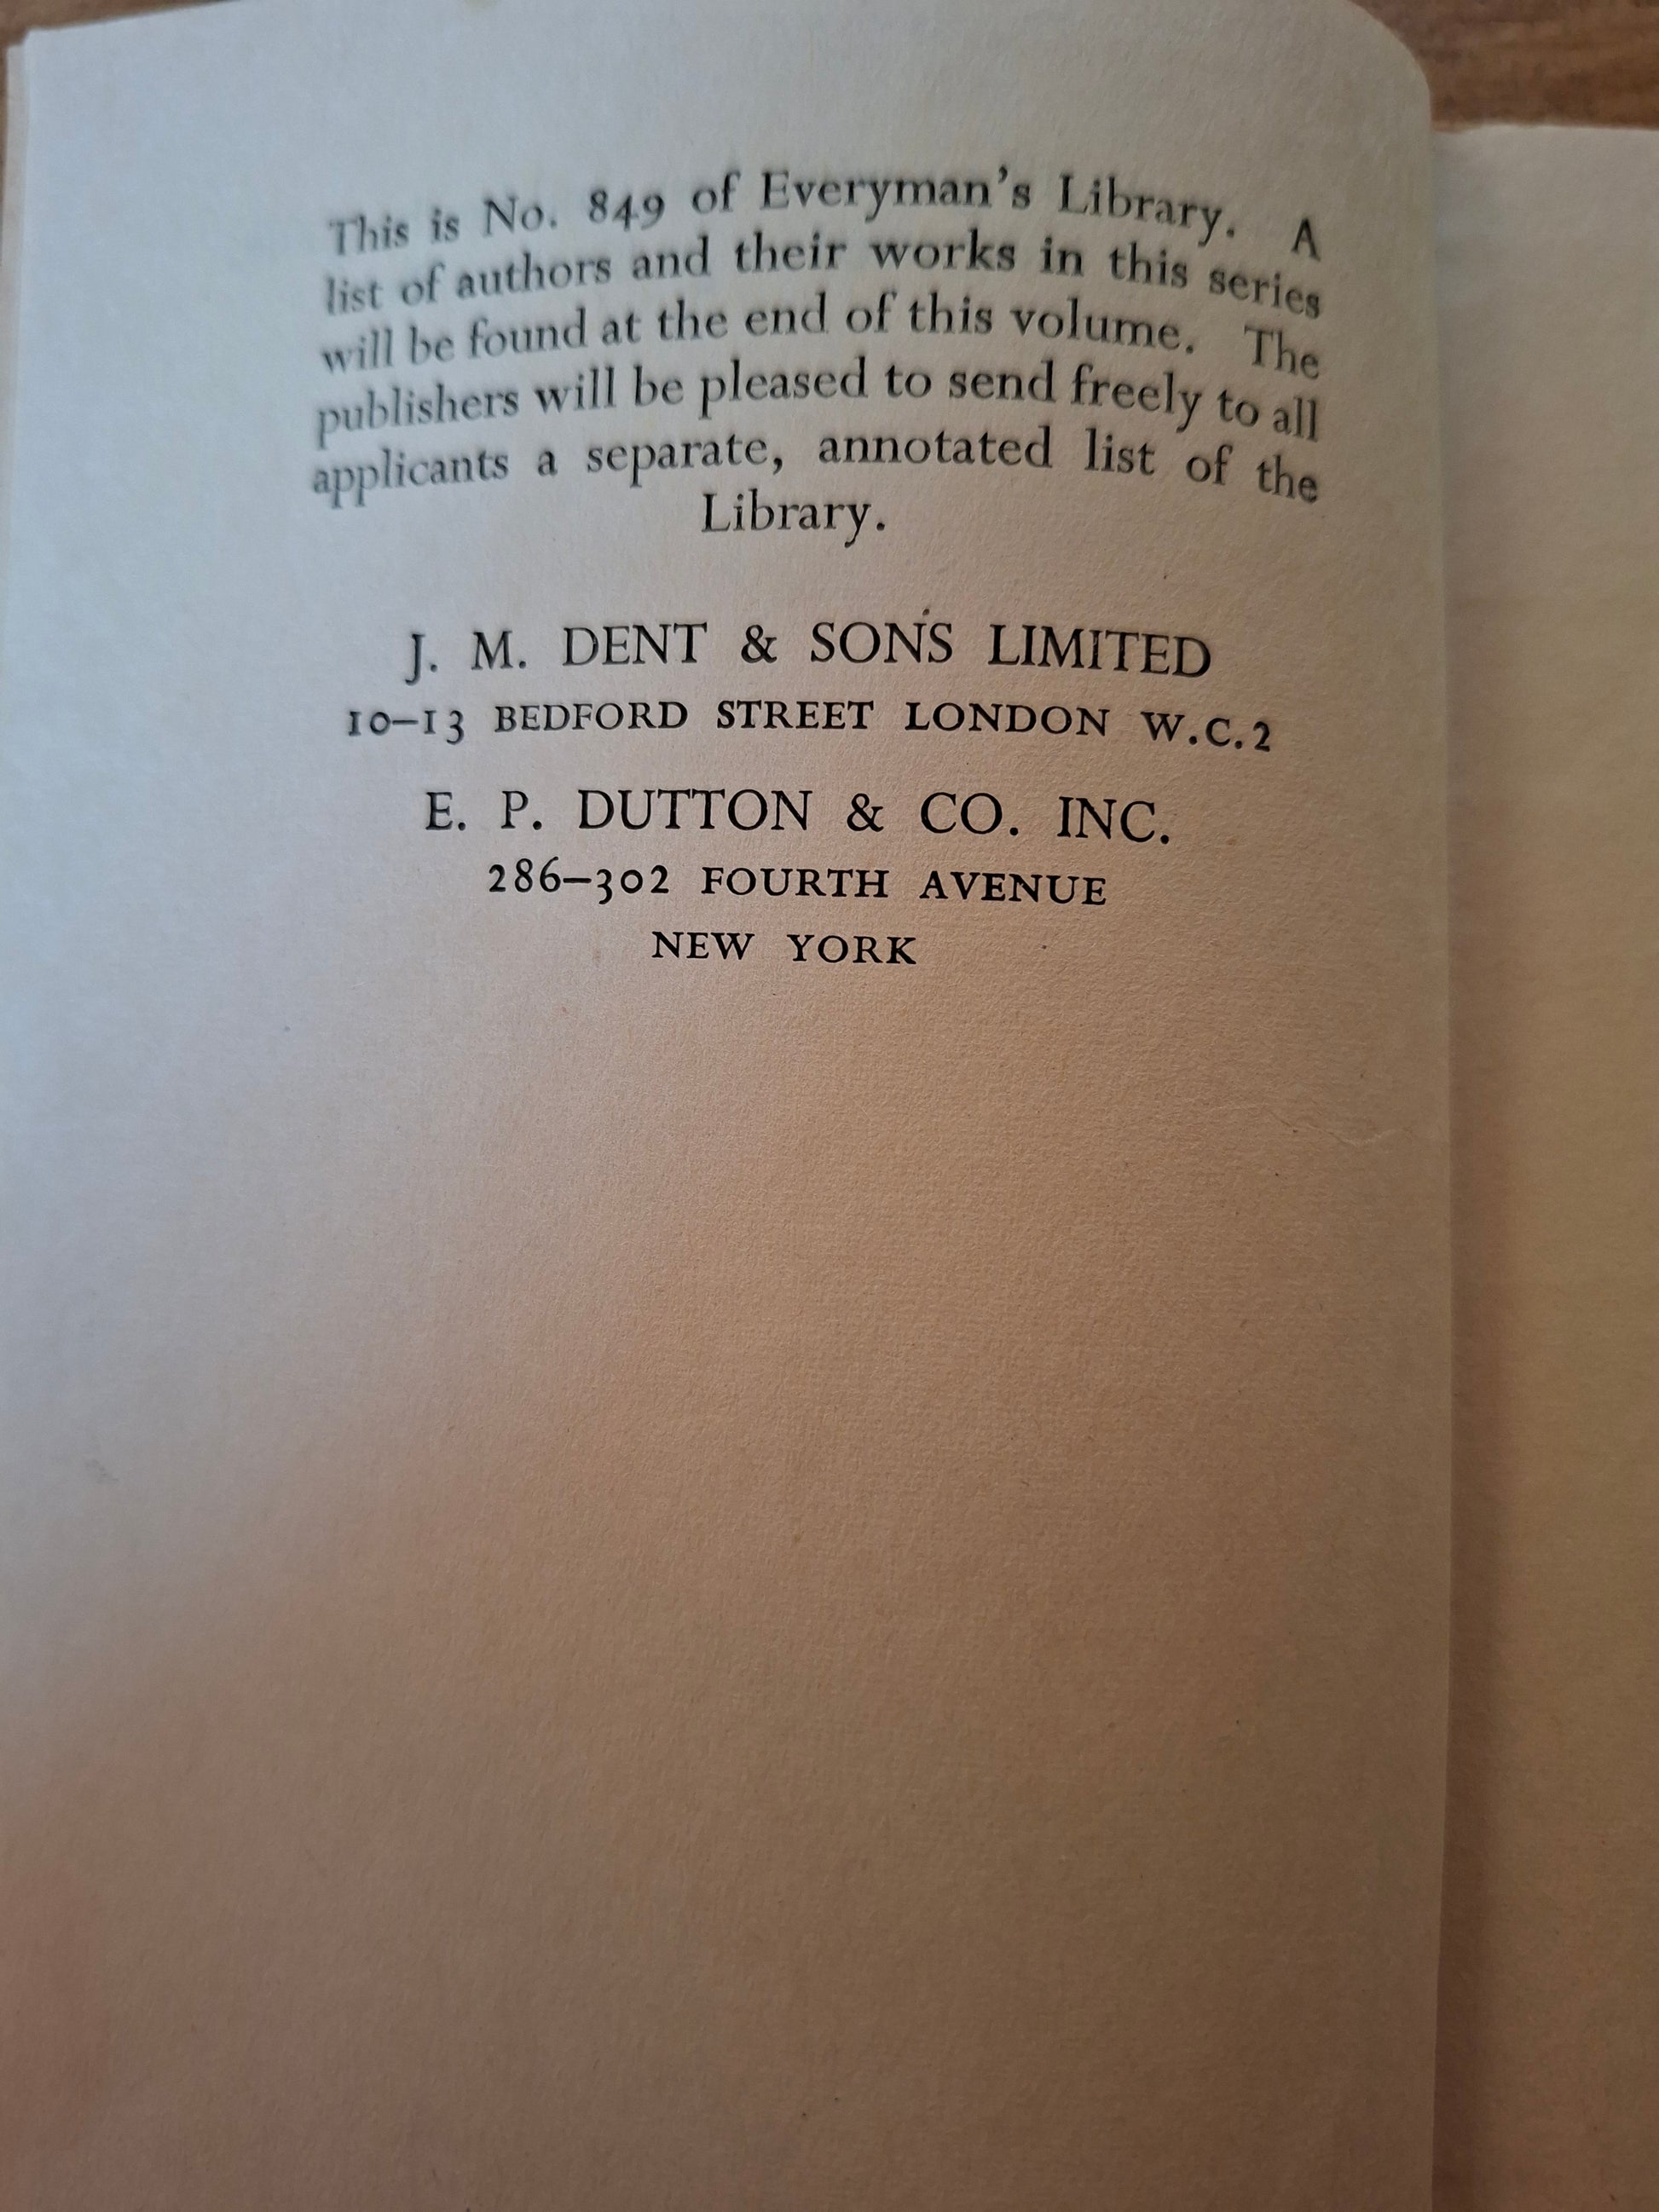 This is No. 849 of Everyman's Library. A
list of authors and their works in this series
will be found at the end of this volume. The
publishers will be pleased to send freely to all
applicants a separate, annotated list of the
Library.
J. M. DENT & SONS LIMITED
10–13 BEDFORD STREET LONDON W.C.2
E. P. DUTTON & CO. INC.
286–302 FOURTH AVENUE
NEW YORK